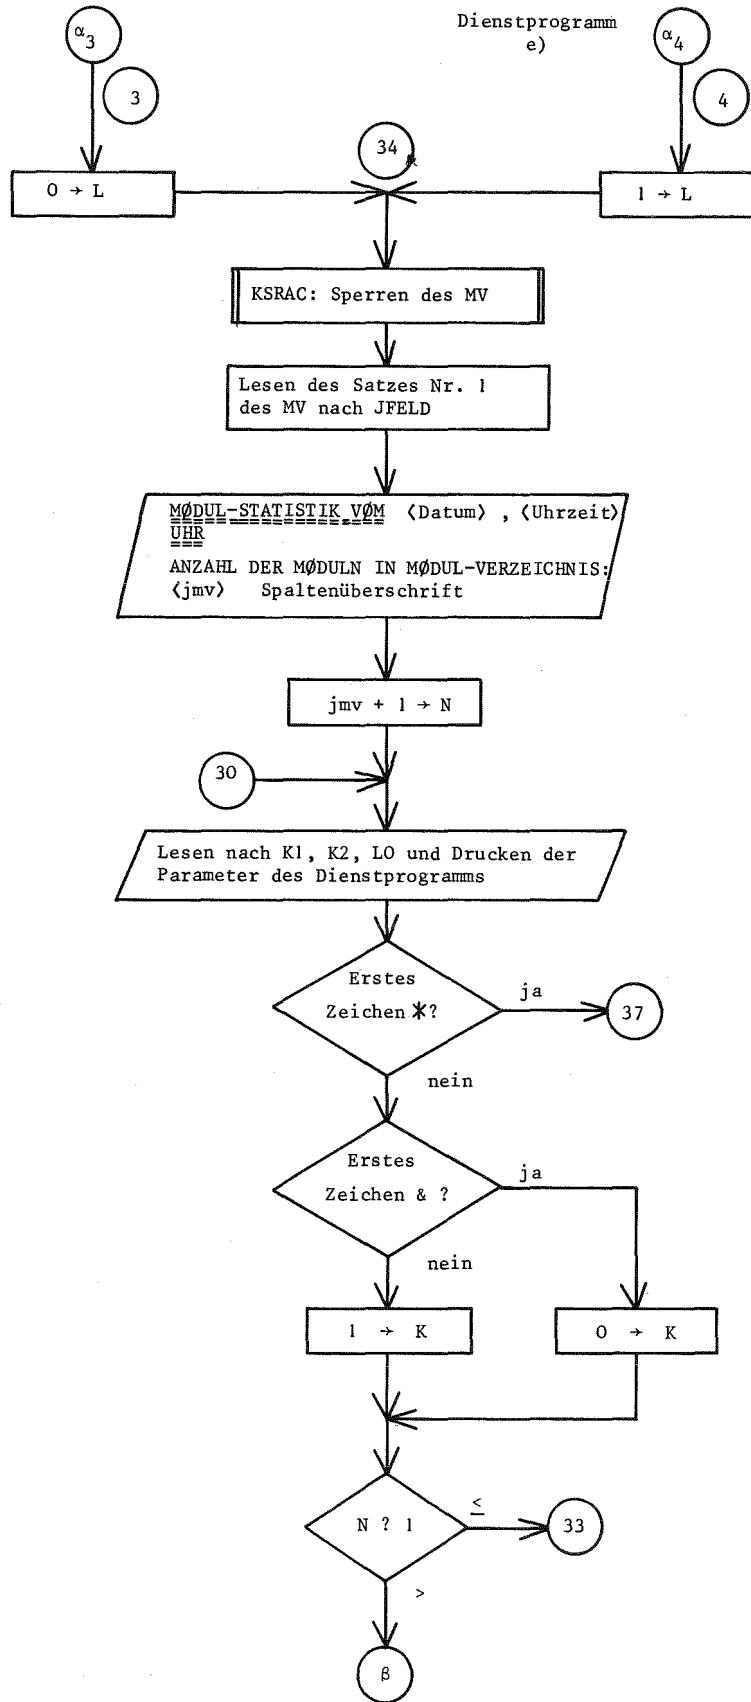 α3
Dienstprogramm
e)
α4
3
4
34
0 → L
1 → L
KSRAC: Sperren des MV
Lesen des Satzes Nr. 1
des MV nach JFELD
MØDUL-STATISTIK VØM ⟨Datum⟩ , ⟨Uhrzeit⟩
UHR
ANZAHL DER MØDULN IN MØDUL-VERZEICHNIS:
⟨jmv⟩ Spaltenüberschrift
jmv + 1 → N
30
Lesen nach K1, K2, LO und Drucken der
Parameter des Dienstprogramms
Erstes
Zeichen *?
ja
37
nein
Erstes
Zeichen & ?
ja
nein
1 → K
0 → K
N ? 1
≤
33
>
β